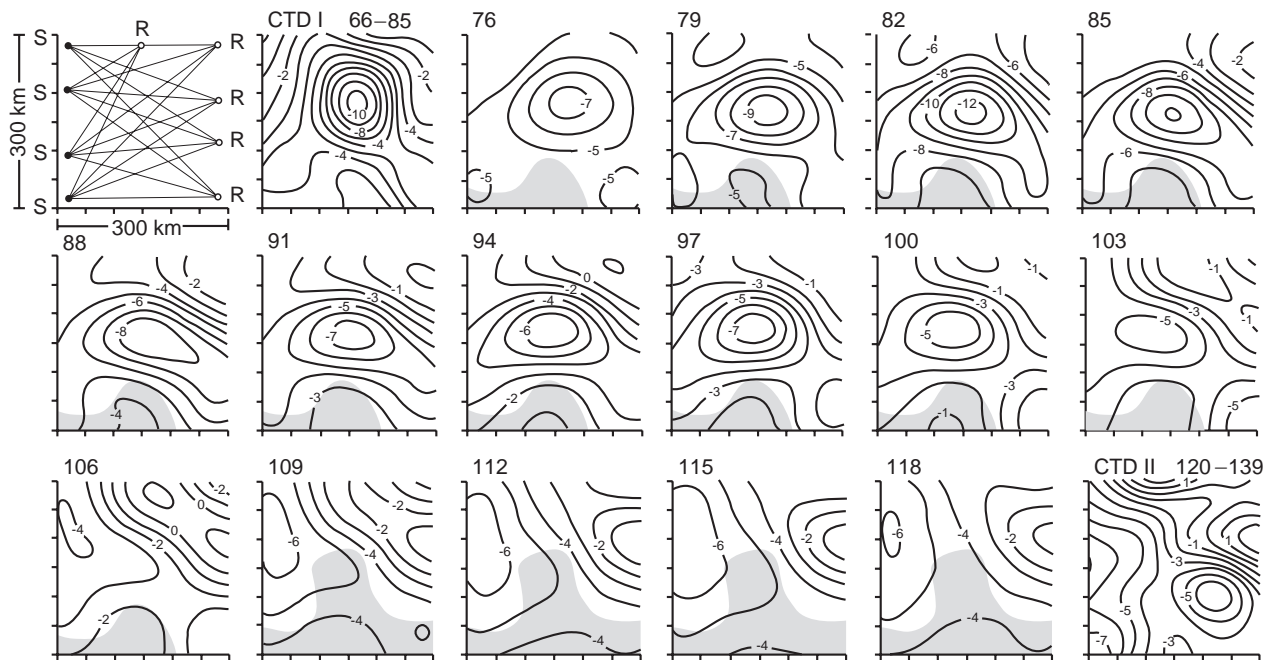 R CTD I 66–85 76 79 82 85
S R
300 km
S R
R
S
S R
300 km
-2 -2 -10 -8 -4 -4 -4
-7 -5 -5 -5
-5 -9 -7 -5
-6 -6 -8 -10 -12 -8
-4 -2 -6 -8 -6
88 91 94 97 100 103
-4 -2 -6 -8 -4
-1 -3 -5 -7 -3
0 -2 -4 -6 -2
-3 -3 -1 -5 -7 -3
-1 -1 -3 -5 -3 -1
-1 -3 -1 -5 -5
106 109 112 115 118 CTD II 120–139
-2 0 -4 0 -2 -2
-2 -2 -6 -4 -4
-6 -4 -2 -4
-6 -4 -2 -4
-6 -4 -2 -4
1 -1 1 -3 -5 -5 -7 -3